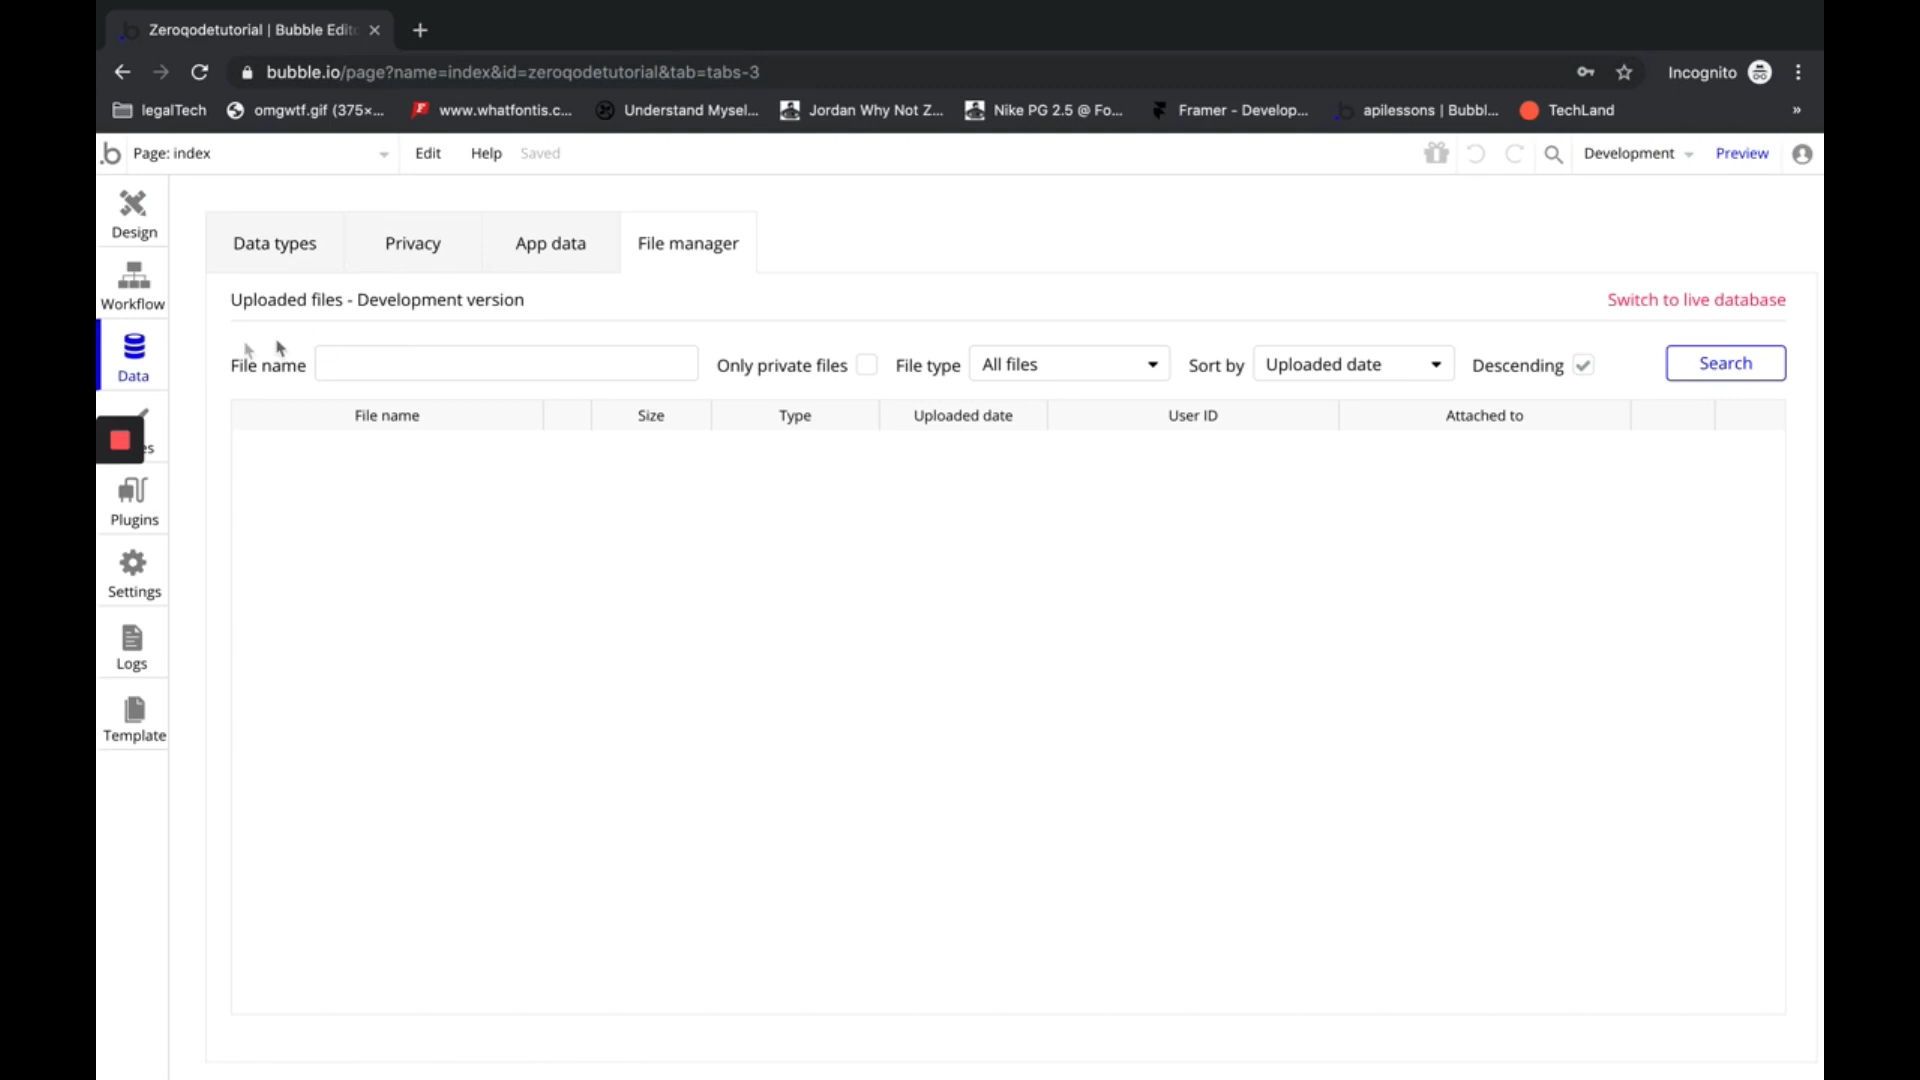 Zeroqodetutorial | Bubble Edit
bubble.io/page?name=index&id=zeroqodetutorial&tab=tabs-3
Incognito
legalTech
omgwtf.gif (375×...
www.whatfontis.c...
Understand Mysel...
Jordan Why Not Z...
Nike PG 2.5 @ Fo...
Framer - Develop...
apilessons | Bubbl...
TechLand
»
.b
Page: index
Edit
Help
Saved
Development
Preview
Design
Workflow
Data
es
Plugins
Settings
Logs
Template
Data types
Privacy
App data
File manager
Uploaded files - Development version
Switch to live database
File name
Only private files
File type
All files
Sort by
Uploaded date
Descending
Search
File name
Size
Type
Uploaded date
User ID
Attached to